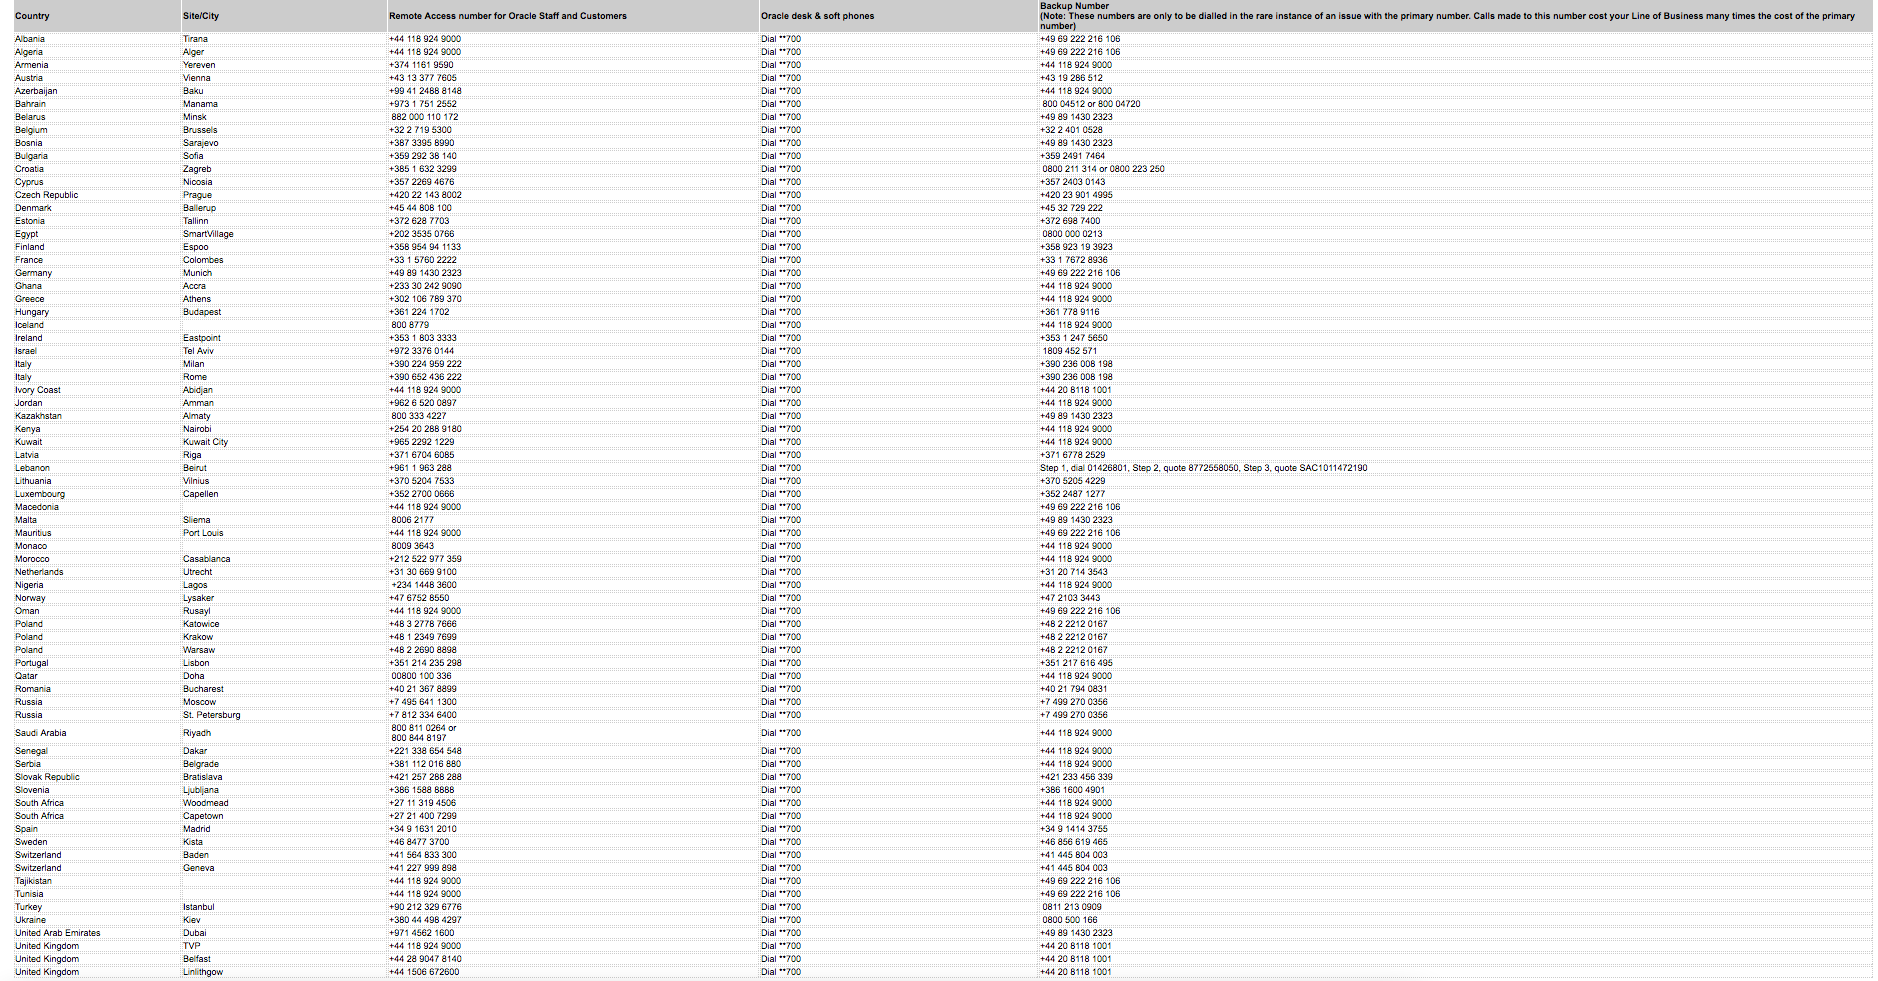 Country Site/City Remote Access number for Oracle Staff and Customers Oracle desk & soft phones Backup Number
(Note: These numbers are only to be dialled in the rare instance of an issue with the primary number. Calls made to this number cost your Line of Business many times the cost of the primary
number)
Albania Tirana +44 118 924 9000 Dial **700 +49 69 222 216 106
Algeria Alger +44 118 924 9000 Dial **700 +49 69 222 216 106
Armenia Yereven +374 1161 9590 Dial **700 +44 118 924 9000
Austria Vienna +43 13 377 7605 Dial **700 +43 19 286 512
Azerbaijan Baku +99 41 2488 8148 Dial **700 +44 118 924 9000
Bahrain Manama +973 1 751 2552 Dial **700 800 04512 or 800 04720
Belarus Minsk 882 000 110 172 Dial **700 +49 89 1430 2323
Belgium Brussels +32 2 719 5300 Dial **700 +32 2 401 0528
Bosnia Sarajevo +387 3395 8990 Dial **700 +49 89 1430 2323
Bulgaria Sofia +359 292 38 140 Dial **700 +359 2491 7464
Croatia Zagreb +385 1 632 3299 Dial **700 0800 211 314 or 0800 223 250
Cyprus Nicosia +357 2269 4676 Dial **700 +357 2403 0143
Czech Republic Prague +420 22 143 8002 Dial **700 +420 23 901 4995
Denmark Ballerup +45 44 808 100 Dial **700 +45 32 729 222
Estonia Tallinn +372 628 7703 Dial **700 +372 698 7400
Egypt SmartVillage +202 3535 0766 Dial **700 0800 000 0213
Finland Espoo +358 954 94 1133 Dial **700 +358 923 19 3923
France Colombes +33 1 5760 2222 Dial **700 +33 1 7672 8936
Germany Munich +49 89 1430 2323 Dial **700 +49 69 222 216 106
Ghana Accra +233 30 242 9090 Dial **700 +44 118 924 9000
Greece Athens +302 106 789 370 Dial **700 +44 118 924 9000
Hungary Budapest +361 224 1702 Dial **700 +361 778 9116
Iceland 800 8779 Dial **700 +44 118 924 9000
Ireland Eastpoint +353 1 803 3333 Dial **700 +353 1 247 5650
Israel Tel Aviv +972 3376 0144 Dial **700 1809 452 571
Italy Milan +390 224 959 222 Dial **700 +390 236 008 198
Italy Rome +390 652 436 222 Dial **700 +390 236 008 198
Ivory Coast Abidjan +44 118 924 9000 Dial **700 +44 20 8118 1001
Jordan Amman +962 6 520 0897 Dial **700 +44 118 924 9000
Kazakhstan Almaty 800 333 4227 Dial **700 +49 89 1430 2323
Kenya Nairobi +254 20 288 9180 Dial **700 +44 118 924 9000
Kuwait Kuwait City +965 2292 1229 Dial **700 +44 118 924 9000
Latvia Riga +371 6704 6085 Dial **700 +371 6778 2529
Lebanon Beirut +961 1 963 288 Dial **700 Step 1, dial 01426801, Step 2, quote 8772558050, Step 3, quote SAC1011472190
Lithuania Vilnius +370 5204 7533 Dial **700 +370 5205 4229
Luxembourg Capellen +352 2700 0666 Dial **700 +352 2487 1277
Macedonia +44 118 924 9000 Dial **700 +49 69 222 216 106
Malta Sliema 8006 2177 Dial **700 +49 89 1430 2323
Mauritius Port Louis +44 118 924 9000 Dial **700 +49 69 222 216 106
Monaco 8009 3643 Dial **700 +44 118 924 9000
Morocco Casablanca +212 522 977 359 Dial **700 +44 118 924 9000
Netherlands Utrecht +31 30 669 9100 Dial **700 +31 20 714 3543
Nigeria Lagos +234 1448 3600 Dial **700 +44 118 924 9000
Norway Lysaker +47 6752 8550 Dial **700 +47 2103 3443
Oman Rusayl +44 118 924 9000 Dial **700 +49 69 222 216 106
Poland Katowice +48 3 2778 7666 Dial **700 +48 2 2212 0167
Poland Krakow +48 1 2349 7699 Dial **700 +48 2 2212 0167
Poland Warsaw +48 2 2690 8898 Dial **700 +48 2 2212 0167
Portugal Lisbon +351 214 235 298 Dial **700 +351 217 616 495
Qatar Doha 00800 100 336 Dial **700 +44 118 924 9000
Romania Bucharest +40 21 367 8899 Dial **700 +40 21 794 0831
Russia Moscow +7 495 641 1300 Dial **700 +7 499 270 0356
Russia St. Petersburg +7 812 334 6400 Dial **700 +7 499 270 0356
Saudi Arabia Riyadh 800 811 0264 or
800 844 8197 Dial **700 +44 118 924 9000
Senegal Dakar +221 338 654 548 Dial **700 +44 118 924 9000
Serbia Belgrade +381 112 016 880 Dial **700 +44 118 924 9000
Slovak Republic Bratislava +421 257 288 288 Dial **700 +421 233 456 339
Slovenia Ljubljana +386 1588 8888 Dial **700 +386 1600 4901
South Africa Woodmead +27 11 319 4506 Dial **700 +44 118 924 9000
South Africa Capetown +27 21 400 7299 Dial **700 +44 118 924 9000
Spain Madrid +34 9 1631 2010 Dial **700 +34 9 1414 3755
Sweden Kista +46 8477 3700 Dial **700 +46 856 619 465
Switzerland Baden +41 564 833 300 Dial **700 +41 445 804 003
Switzerland Geneva +41 227 999 898 Dial **700 +41 445 804 003
Tajikistan +44 118 924 9000 Dial **700 +49 69 222 216 106
Tunisia +44 118 924 9000 Dial **700 +49 69 222 216 106
Turkey Istanbul +90 212 329 6776 Dial **700 0811 213 0909
Ukraine Kiev +380 44 498 4297 Dial **700 0800 500 166
United Arab Emirates Dubai +971 4562 1600 Dial **700 +49 89 1430 2323
United Kingdom TVP +44 118 924 9000 Dial **700 +44 20 8118 1001
United Kingdom Belfast +44 28 9047 8140 Dial **700 +44 20 8118 1001
United Kingdom Linlithgow +44 1506 672600 Dial **700 +44 20 8118 1001